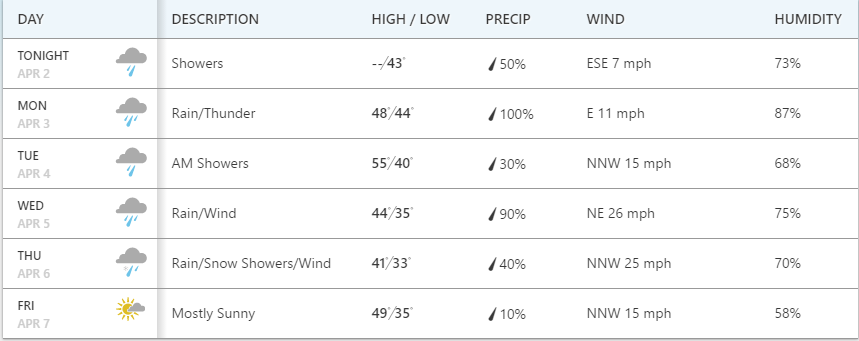 DAY DESCRIPTION HIGH / LOW PRECIP WIND HUMIDITY
TONIGHT
APR 2
Showers --/43° 50% ESE 7 mph 73%
MON
APR 3
Rain/Thunder 48°/44° 100% E 11 mph 87%
TUE
APR 4
AM Showers 55°/40° 30% NNW 15 mph 68%
WED
APR 5
Rain/Wind 44°/35° 90% NE 26 mph 75%
THU
APR 6
Rain/Snow Showers/Wind 41°/33° 40% NNW 25 mph 70%
FRI
APR 7
Mostly Sunny 49°/35° 10% NNW 15 mph 58%